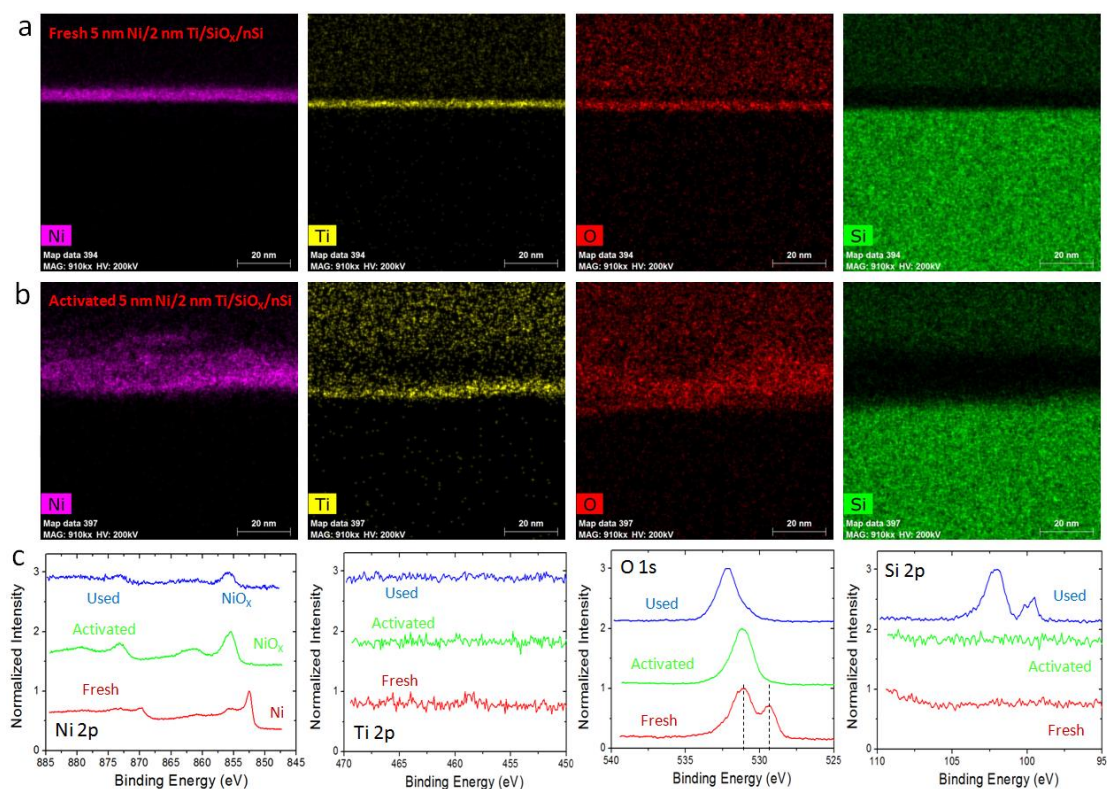 a
Fresh 5 nm Ni/2 nm Ti/SiOₓ/nSi
Ni
Map data 394
MAG: 910kx HV: 200kV
20 nm
Ti
Map data 394
MAG: 910kx HV: 200kV
20 nm
O
Map data 394
MAG: 910kx HV: 200kV
20 nm
Si
Map data 394
MAG: 910kx HV: 200kV
20 nm
b
Activated 5 nm Ni/2 nm Ti/SiOₓ/nSi
Ni
Map data 397
MAG: 910kx HV: 200kV
20 nm
Ti
Map data 397
MAG: 910kx HV: 200kV
20 nm
O
Map data 397
MAG: 910kx HV: 200kV
20 nm
Si
Map data 397
MAG: 910kx HV: 200kV
20 nm
c
Normalized Intensity
3
2
1
0
Used
NiOₓ
Activated
NiOₓ
Fresh
Ni
Ni 2p
885 880 875 870 865 860 855 850 845
Binding Energy (eV)
Normalized Intensity
3
2
1
0
Used
Activated
Fresh
Ti 2p
470 465 460 455 450
Binding Energy (eV)
Normalized Intensity
3
2
1
0
O 1s
Used
Activated
Fresh
540 535 530 525
Binding Energy (eV)
Normalized Intensity
3
2
1
0
Si 2p
Used
Activated
Fresh
110 105 100 95
Binding Energy (eV)